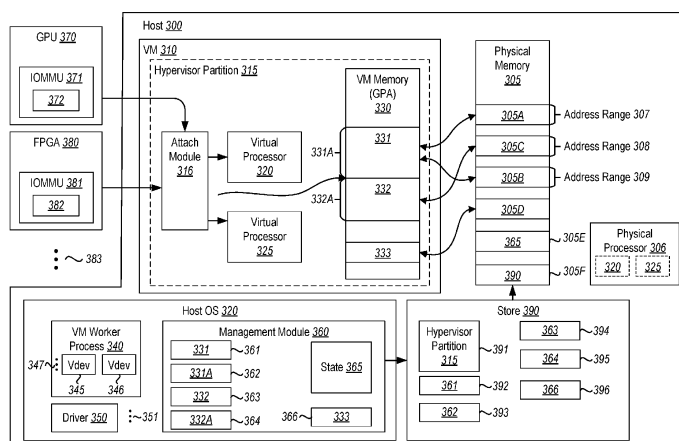 Host 300
GPU 370
IOMMU 371
372
FPGA 380
IOMMU 381
382
383
VM 310
Hypervisor Partition 315
Attach Module 316
Virtual Processor 320
Virtual Processor 325
VM Memory (GPA) 330
331A
331
332A
332
333
Physical Memory 305
305A
Address Range 307
305C
Address Range 308
305B
Address Range 309
305D
365
305E
390
305F
Physical Processor 306
320
325
Host OS 320
VM Worker Process 340
347
Vdev
Vdev
345
346
Driver 350
351
Management Module 360
331
361
331A
362
332
363
332A
364
State 365
366
333
Store 390
Hypervisor Partition 315
391
361
392
362
393
363
394
364
395
366
396